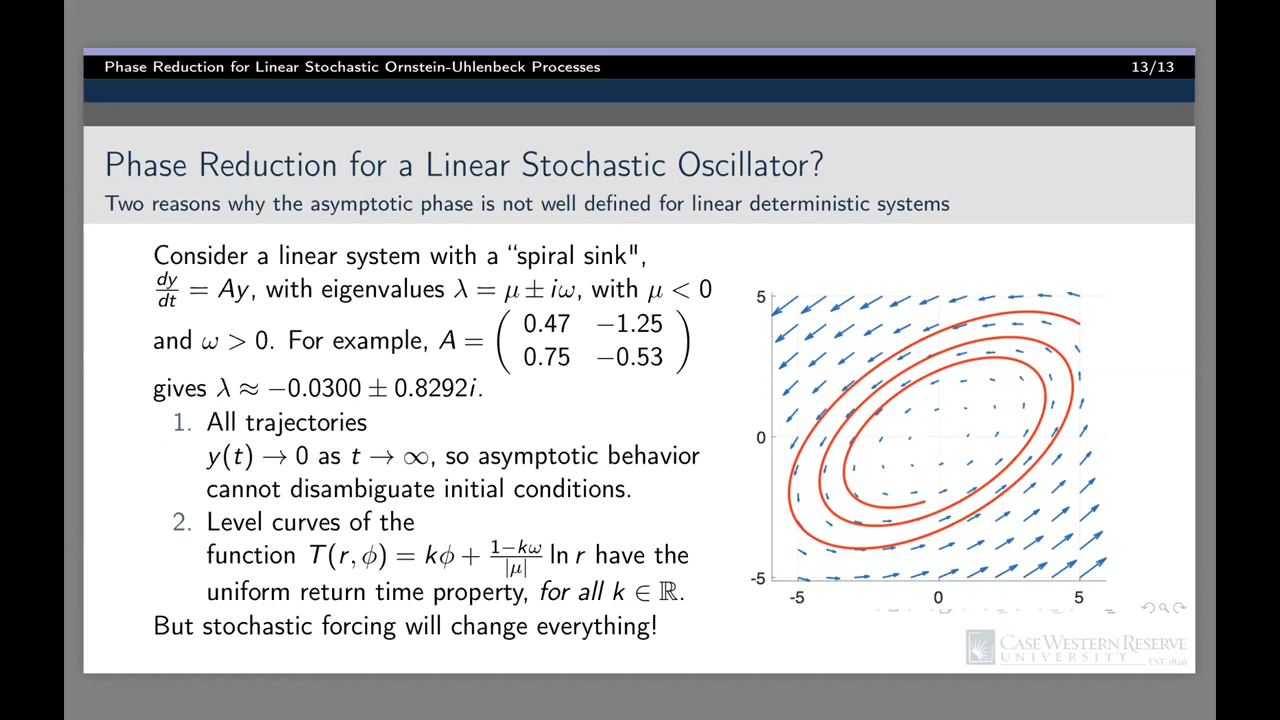 Phase Reduction for Linear Stochastic Ornstein-Uhlenbeck Processes 13/13
Phase Reduction for a Linear Stochastic Oscillator?
Two reasons why the asymptotic phase is not well defined for linear deterministic systems
Consider a linear system with a “spiral sink",
dy/dt = Ay, with eigenvalues λ = μ ± iω, with μ < 0
and ω > 0. For example, A = ( 0.47 −1.25
0.75 −0.53 )
gives λ ≈ −0.0300 ± 0.8292i.
1. All trajectories
y(t) → 0 as t → ∞, so asymptotic behavior
cannot disambiguate initial conditions.
2. Level curves of the
function T(r, ϕ) = kϕ + 1−kω/|μ| ln r have the
uniform return time property, for all k ∈ ℝ.
But stochastic forcing will change everything!
5
0
-5
-5 0 5
CASE WESTERN RESERVE
UNIVERSITY EST. 1826